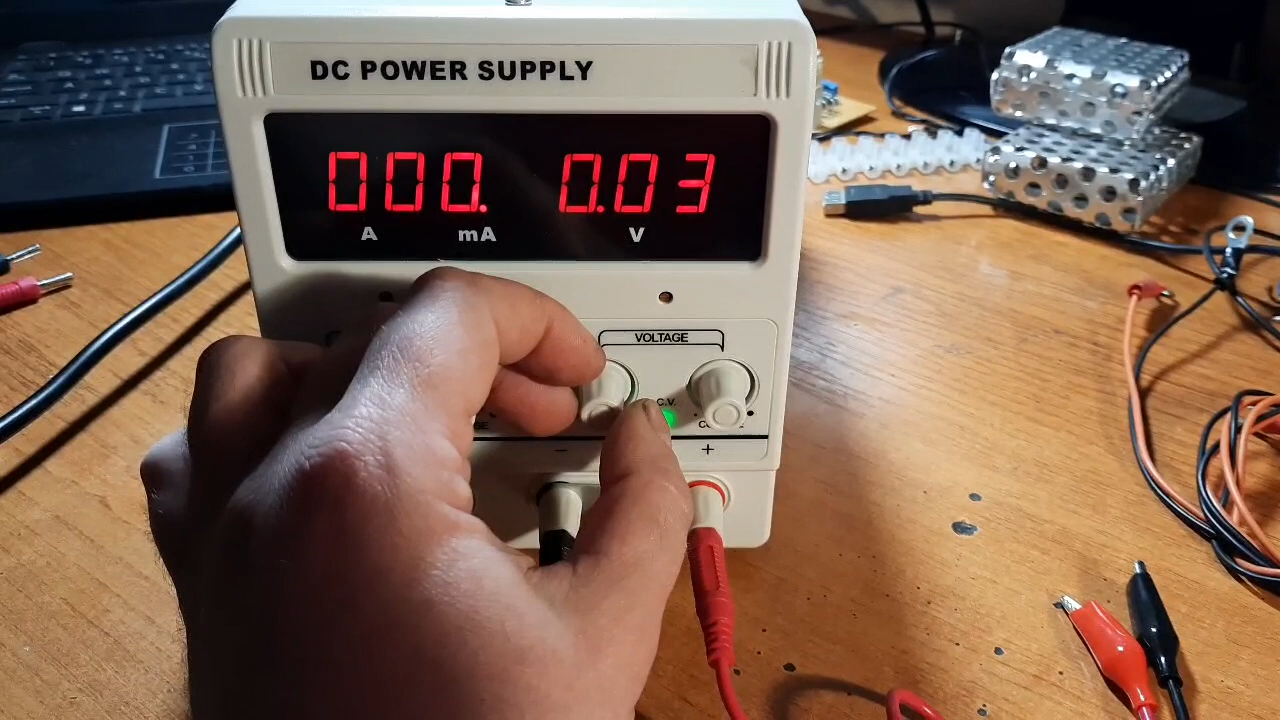 DC POWER SUPPLY
000. 0.03
A mA V
VOLTAGE
C.V.
- +